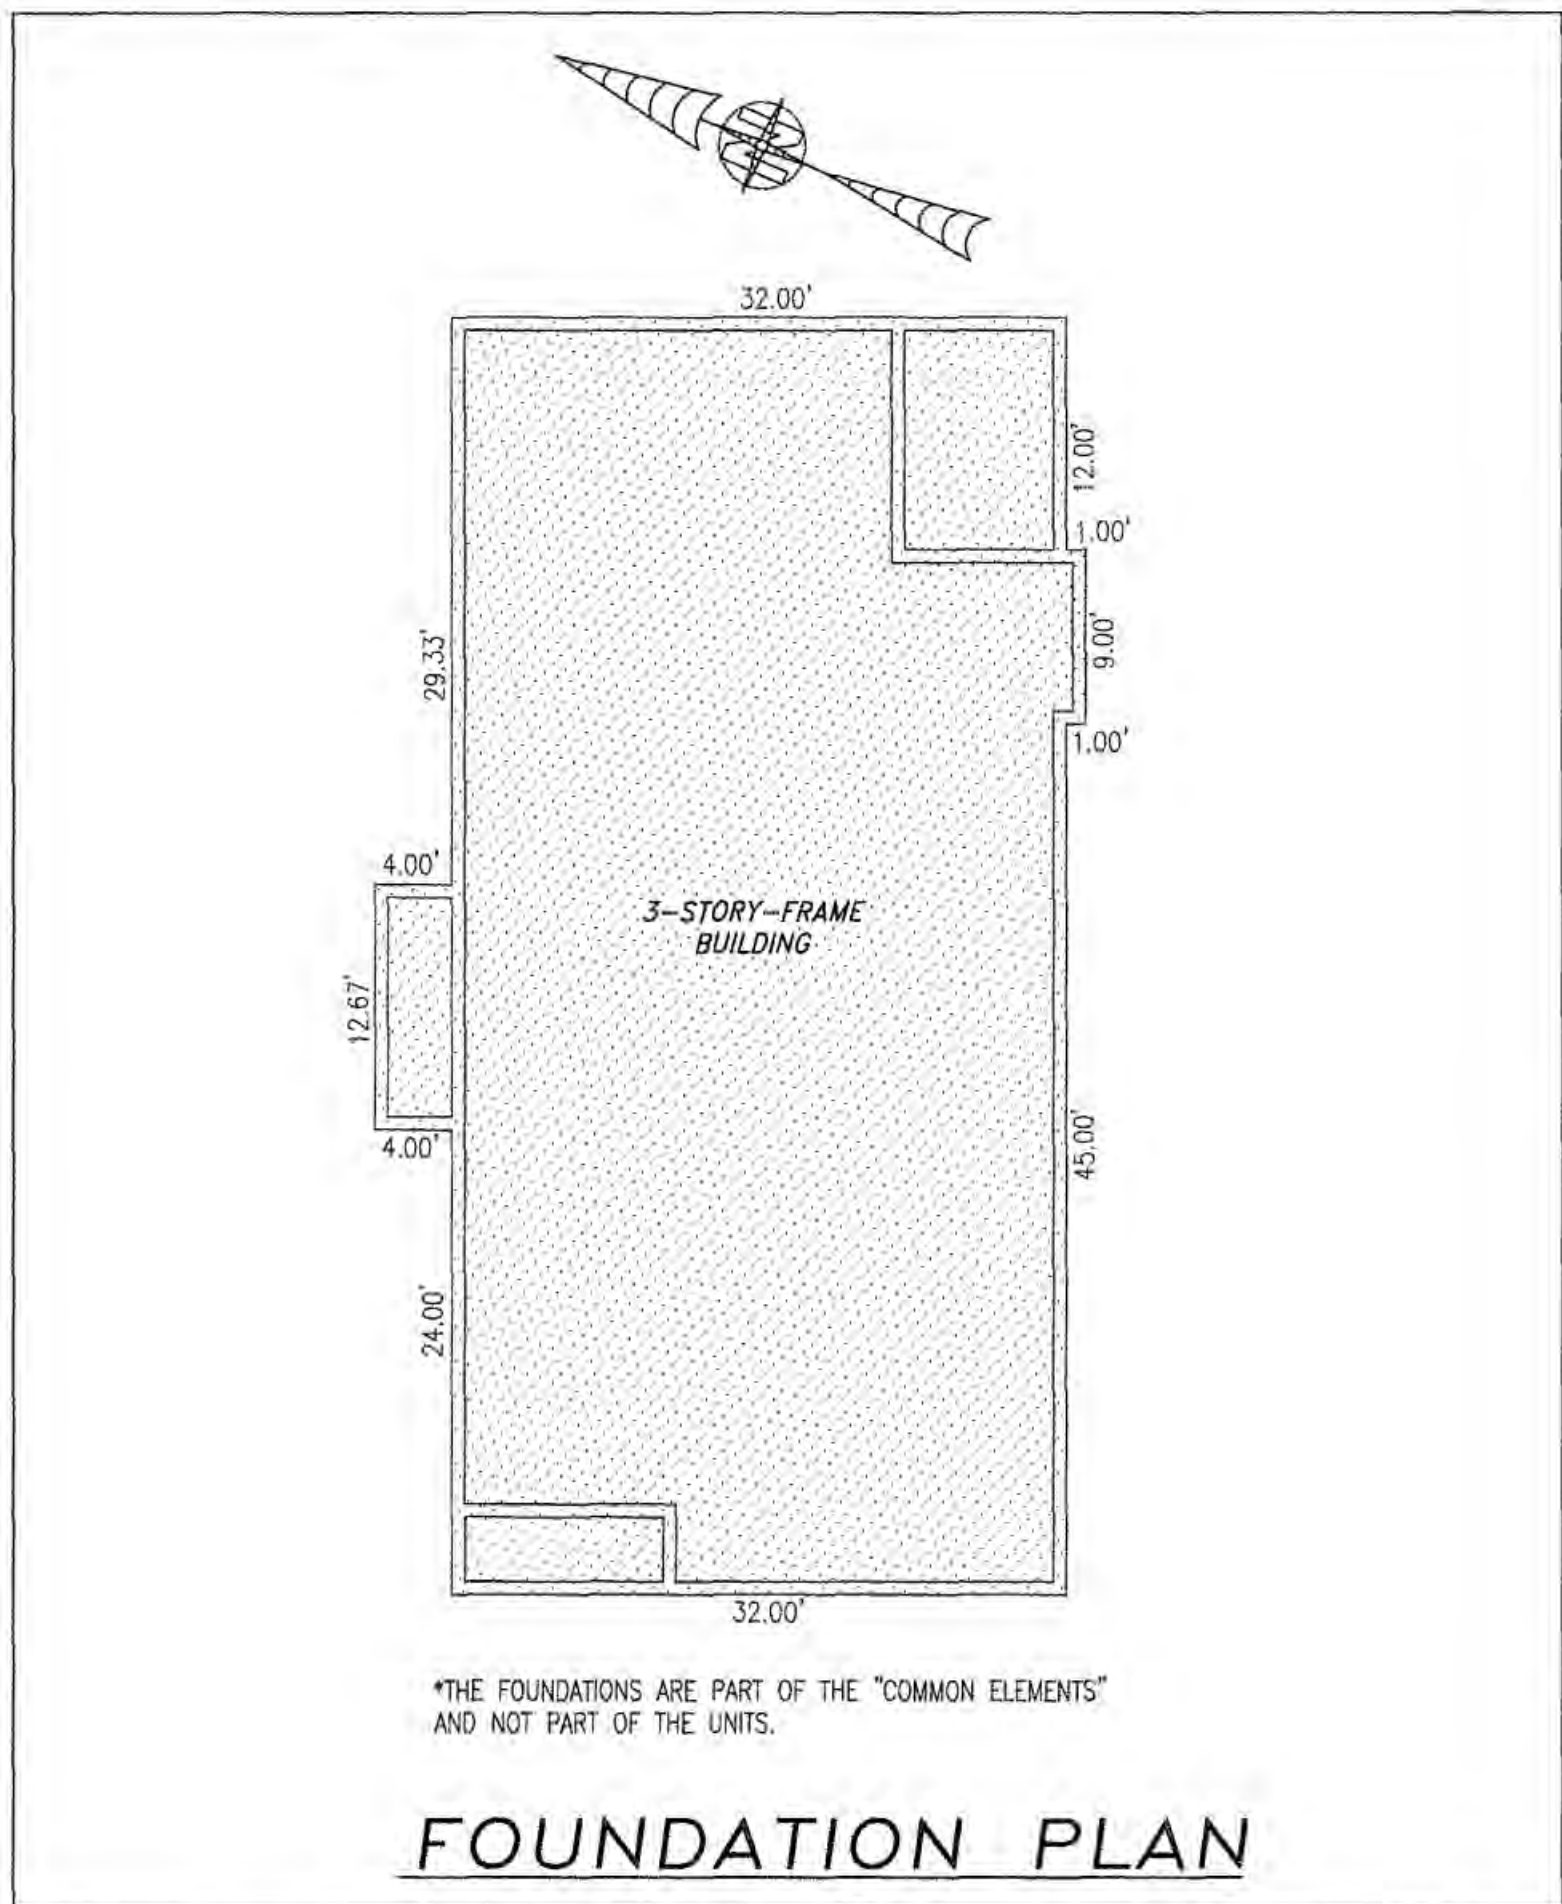 32.00'
12.00'
1.00'
9.00'
29.33'
1.00'
4.00'
3-STORY-FRAME
BUILDING
12.67'
4.00'
45.00'
24.00'
32.00'
*THE FOUNDATIONS ARE PART OF THE "COMMON ELEMENTS"
AND NOT PART OF THE UNITS.
FOUNDATION PLAN